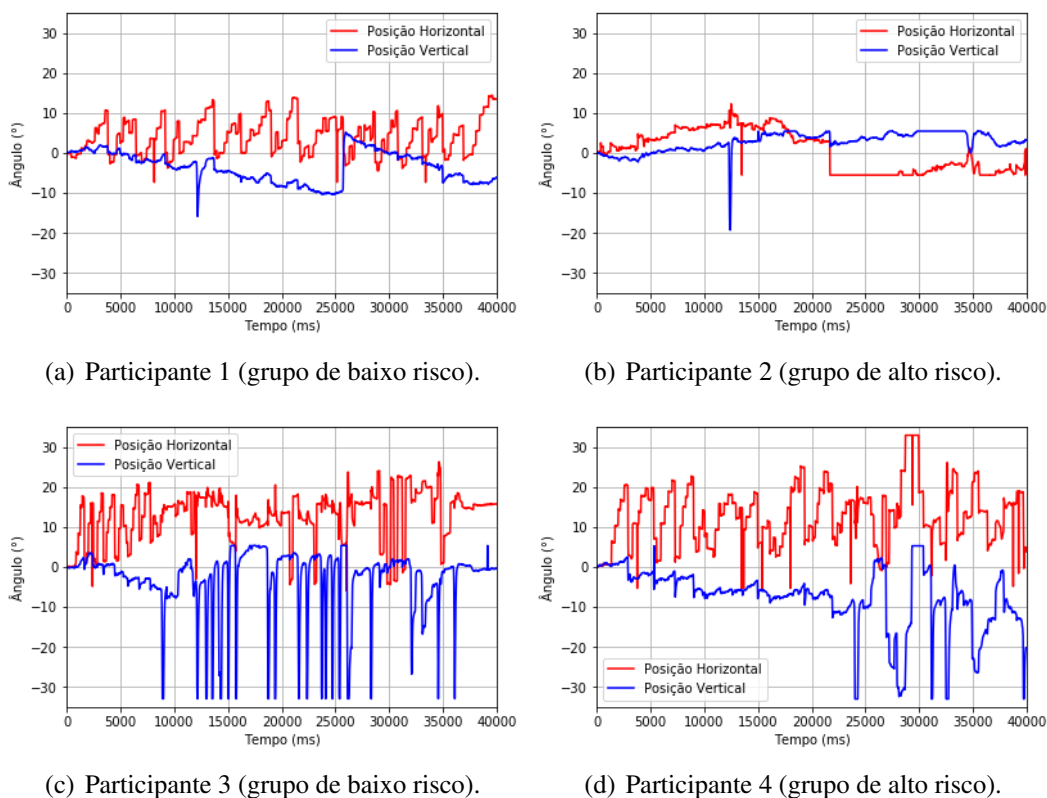 Posição Horizontal
Posição Vertical
30
20
10
0
−10
−20
−30
Ângulo (°)
0 5000 10000 15000 20000 25000 30000 35000 40000
Tempo (ms)
(a) Participante 1 (grupo de baixo risco).
Posição Horizontal
Posição Vertical
30
20
10
0
−10
−20
−30
Ângulo (°)
0 5000 10000 15000 20000 25000 30000 35000 40000
Tempo (ms)
(b) Participante 2 (grupo de alto risco).
Posição Horizontal
Posição Vertical
30
20
10
0
−10
−20
−30
Ângulo (°)
0 5000 10000 15000 20000 25000 30000 35000 40000
Tempo (ms)
(c) Participante 3 (grupo de baixo risco).
30
20
10
0
−10
−20
−30
Ângulo (°)
Posição Horizontal
Posição Vertical
0 5000 10000 15000 20000 25000 30000 35000 40000
Tempo (ms)
(d) Participante 4 (grupo de alto risco).